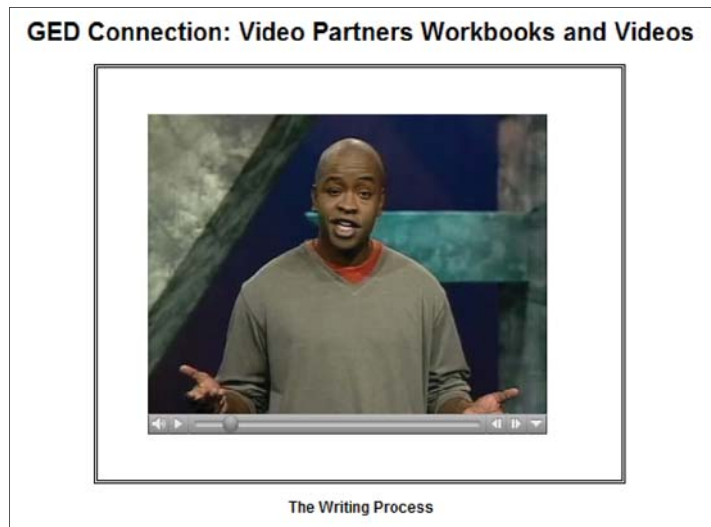 GED Connection: Video Partners Workbooks and Videos
The Writing Process